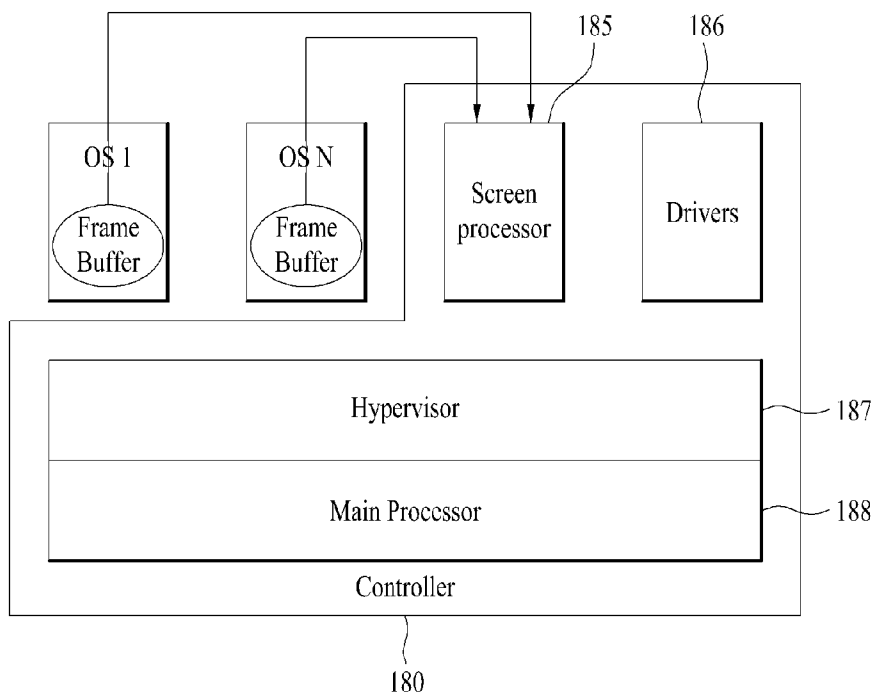 185
186
OS 1
OS N
Frame
Buffer
Frame
Buffer
Screen
processor
Drivers
Hypervisor
187
Main Processor
188
Controller
180